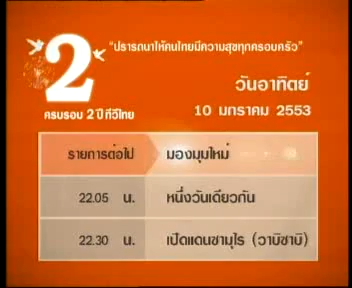 "ปรารถนาให้คนไทยมีความสุขทุกครอบครัว"
2
ครบรอบ 2 ปี ทีวีไทย
วันอาทิตย์
10 มกราคม 2553
รายการต่อไป มองมุมใหม่
22.05 น. หนึ่งวันเดียวกัน
22.30 น. เปิดแดนซามูไร (วาบิซาบิ)